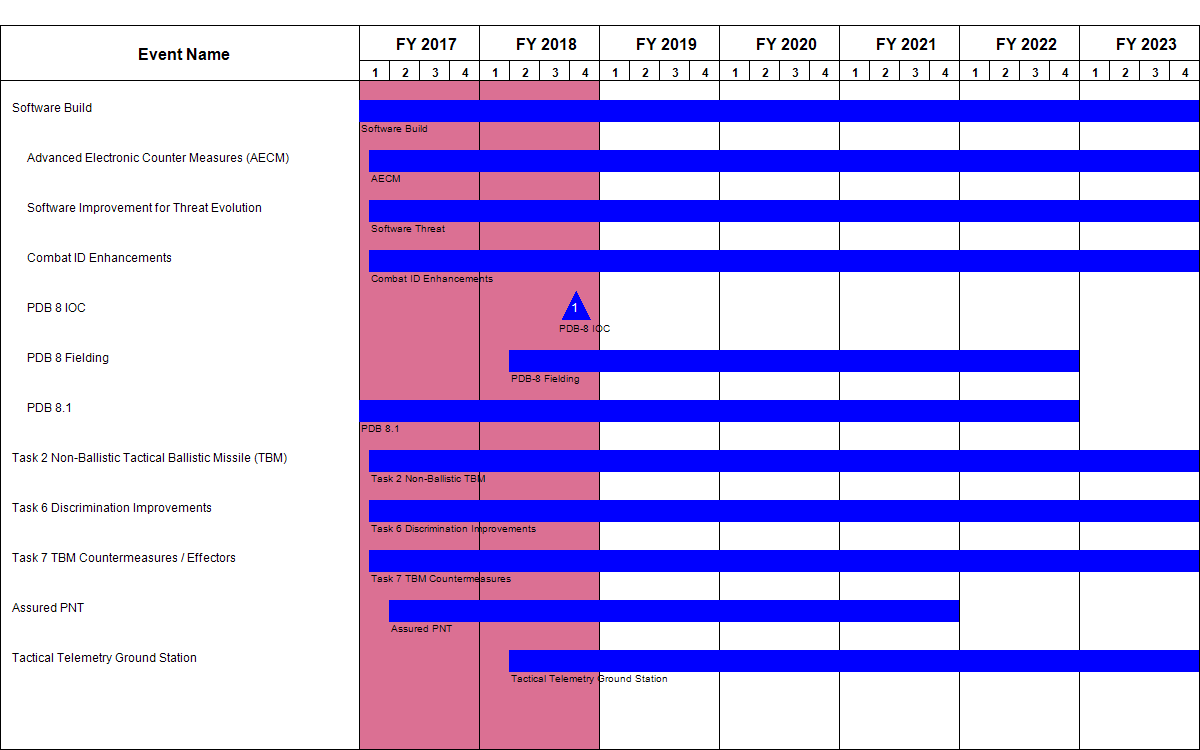 Event Name
FY 2017 FY 2018 FY 2019 FY 2020 FY 2021 FY 2022 FY 2023
1 2 3 4 1 2 3 4 1 2 3 4 1 2 3 4 1 2 3 4 1 2 3 4 1 2 3 4
Software Build
Software Build
Advanced Electronic Counter Measures (AECM)
AECM
Software Improvement for Threat Evolution
Software Threat
Combat ID Enhancements
Combat ID Enhancements
PDB 8 IOC
1
PDB-8 IOC
PDB 8 Fielding
PDB-8 Fielding
PDB 8.1
PDB 8.1
Task 2 Non-Ballistic Tactical Ballistic Missile (TBM)
Task 2 Non-Ballistic TBM
Task 6 Discrimination Improvements
Task 6 Discrimination Improvements
Task 7 TBM Countermeasures / Effectors
Task 7 TBM Countermeasures
Assured PNT
Assured PNT
Tactical Telemetry Ground Station
Tactical Telemetry Ground Station